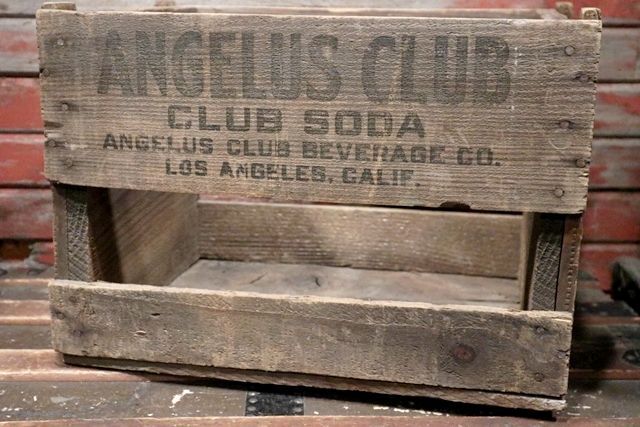 ANGELUS CLUB
CLUB SODA
ANGELUS CLUB BEVERAGE CO.
LOS ANGELES, CALIF.